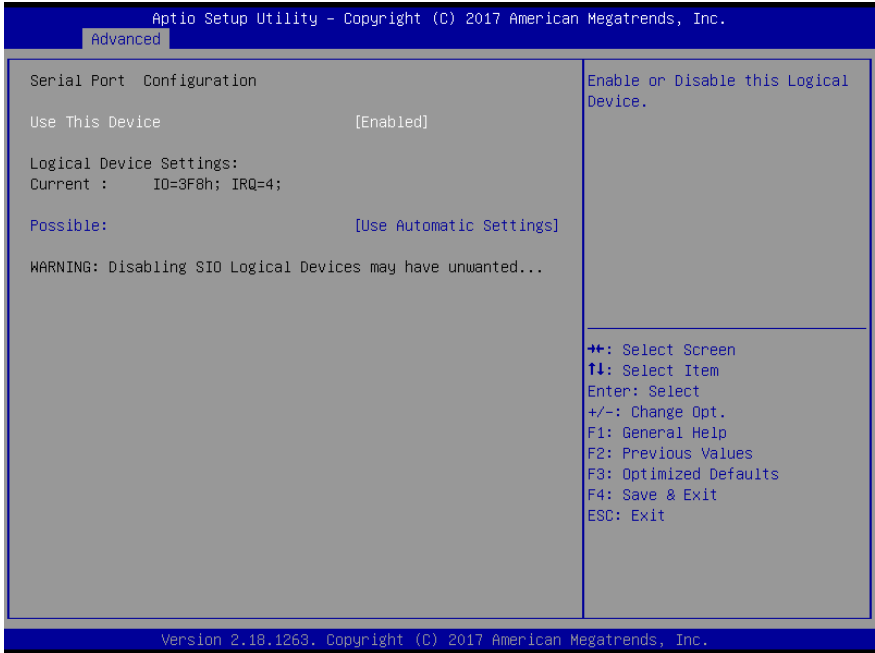 Aptio Setup Utility – Copyright (C) 2017 American Megatrends, Inc.
Advanced
Serial Port  Configuration
Use This Device [Enabled]
Logical Device Settings:
Current : IO=3F8h; IRQ=4;
Possible: [Use Automatic Settings]
WARNING: Disabling SIO Logical Devices may have unwanted...
Enable or Disable this Logical
Device.
→←: Select Screen
↑↓: Select Item
Enter: Select
+/-: Change Opt.
F1: General Help
F2: Previous Values
F3: Optimized Defaults
F4: Save & Exit
ESC: Exit
Version 2.18.1263. Copyright (C) 2017 American Megatrends, Inc.